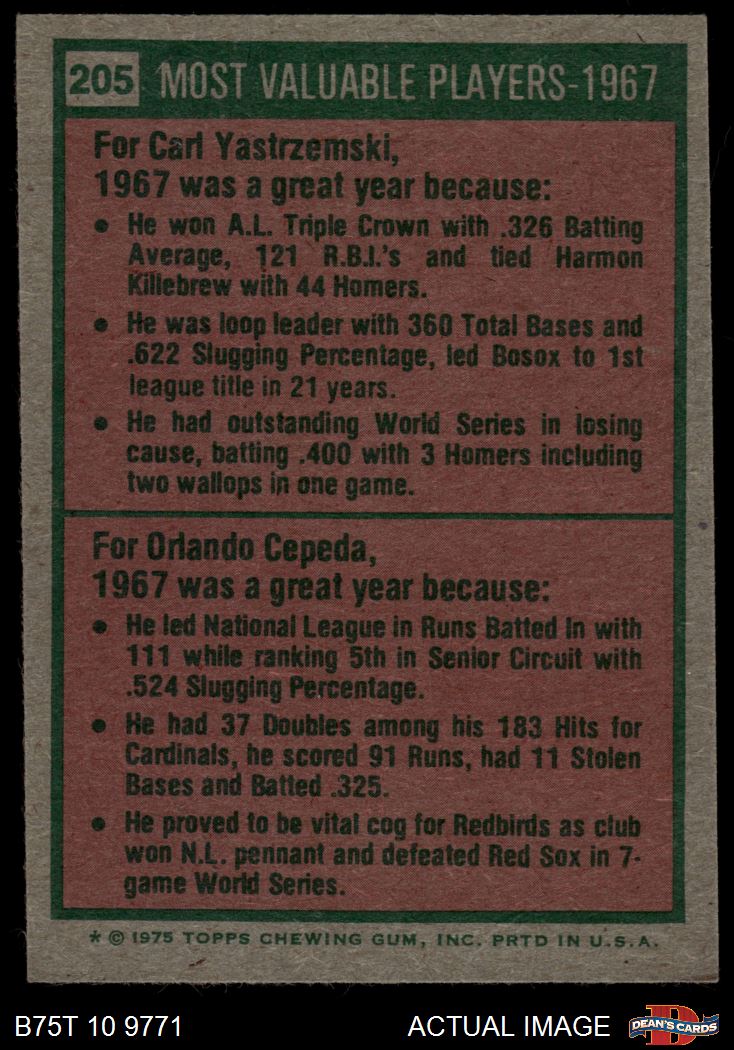 205 MOST VALUABLE PLAYERS-1967
For Carl Yastrzemski,
1967 was a great year because:
• He won A.L. Triple Crown with .326 Batting
Average, 121 R.B.I.'s and tied Harmon
Killebrew with 44 Homers.
• He was loop leader with 360 Total Bases and
.622 Slugging Percentage, led Bosox to 1st
league title in 21 years.
• He had outstanding World Series in losing
cause, batting .400 with 3 Homers including
two wallops in one game.
For Orlando Cepeda,
1967 was a great year because:
• He led National League in Runs Batted In with
111 while ranking 5th in Senior Circuit with
.524 Slugging Percentage.
• He had 37 Doubles among his 183 Hits for
Cardinals, he scored 91 Runs, had 11 Stolen
Bases and Batted .325.
• He proved to be vital cog for Redbirds as club
won N.L. pennant and defeated Red Sox in 7-
game World Series.
* © 1975 TOPPS CHEWING GUM, INC. PRTD IN U.S.A.
B75T 10 9771 ACTUAL IMAGE DEAN'S CARDS